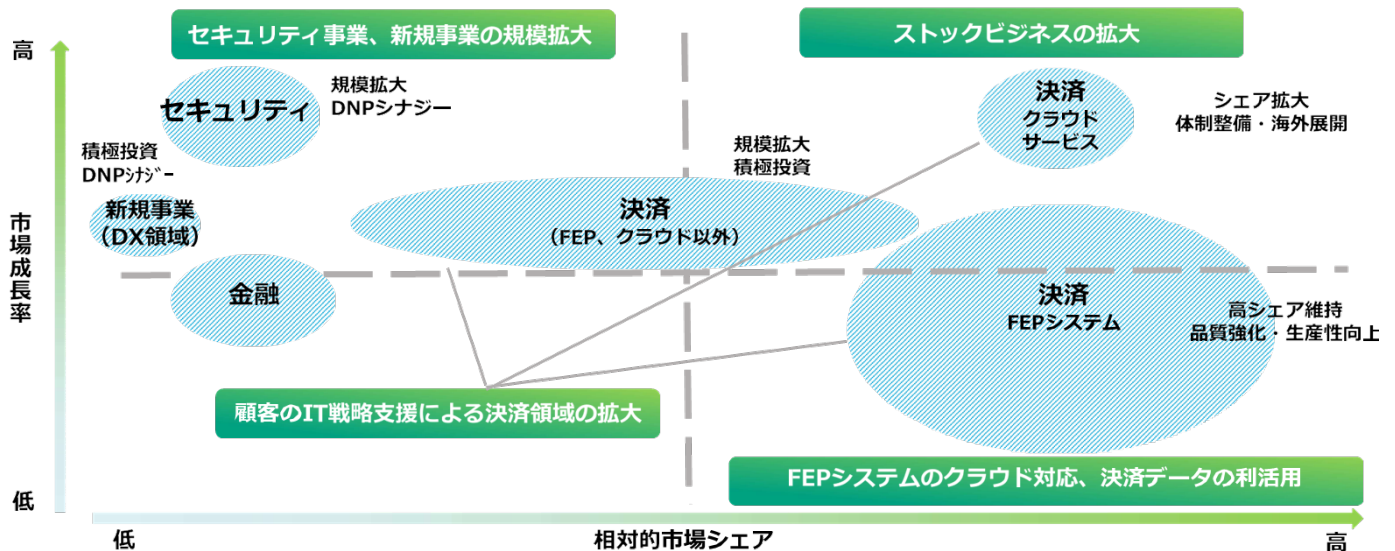 セキュリティ事業、新規事業の規模拡大
ストックビジネスの拡大
高
セキュリティ
規模拡大
DNPシナジー
決済
クラウド
サービス
シェア拡大
体制整備・海外展開
積極投資
DNPｼﾅｼﾞｰ
規模拡大
積極投資
新規事業
（DX領域）
決済
（FEP、クラウド以外）
市場成長率
金融
決済
FEPシステム
高シェア維持
品質強化・生産性向上
顧客のIT戦略支援による決済領域の拡大
FEPシステムのクラウド対応、決済データの利活用
低
低
相対的市場シェア
高